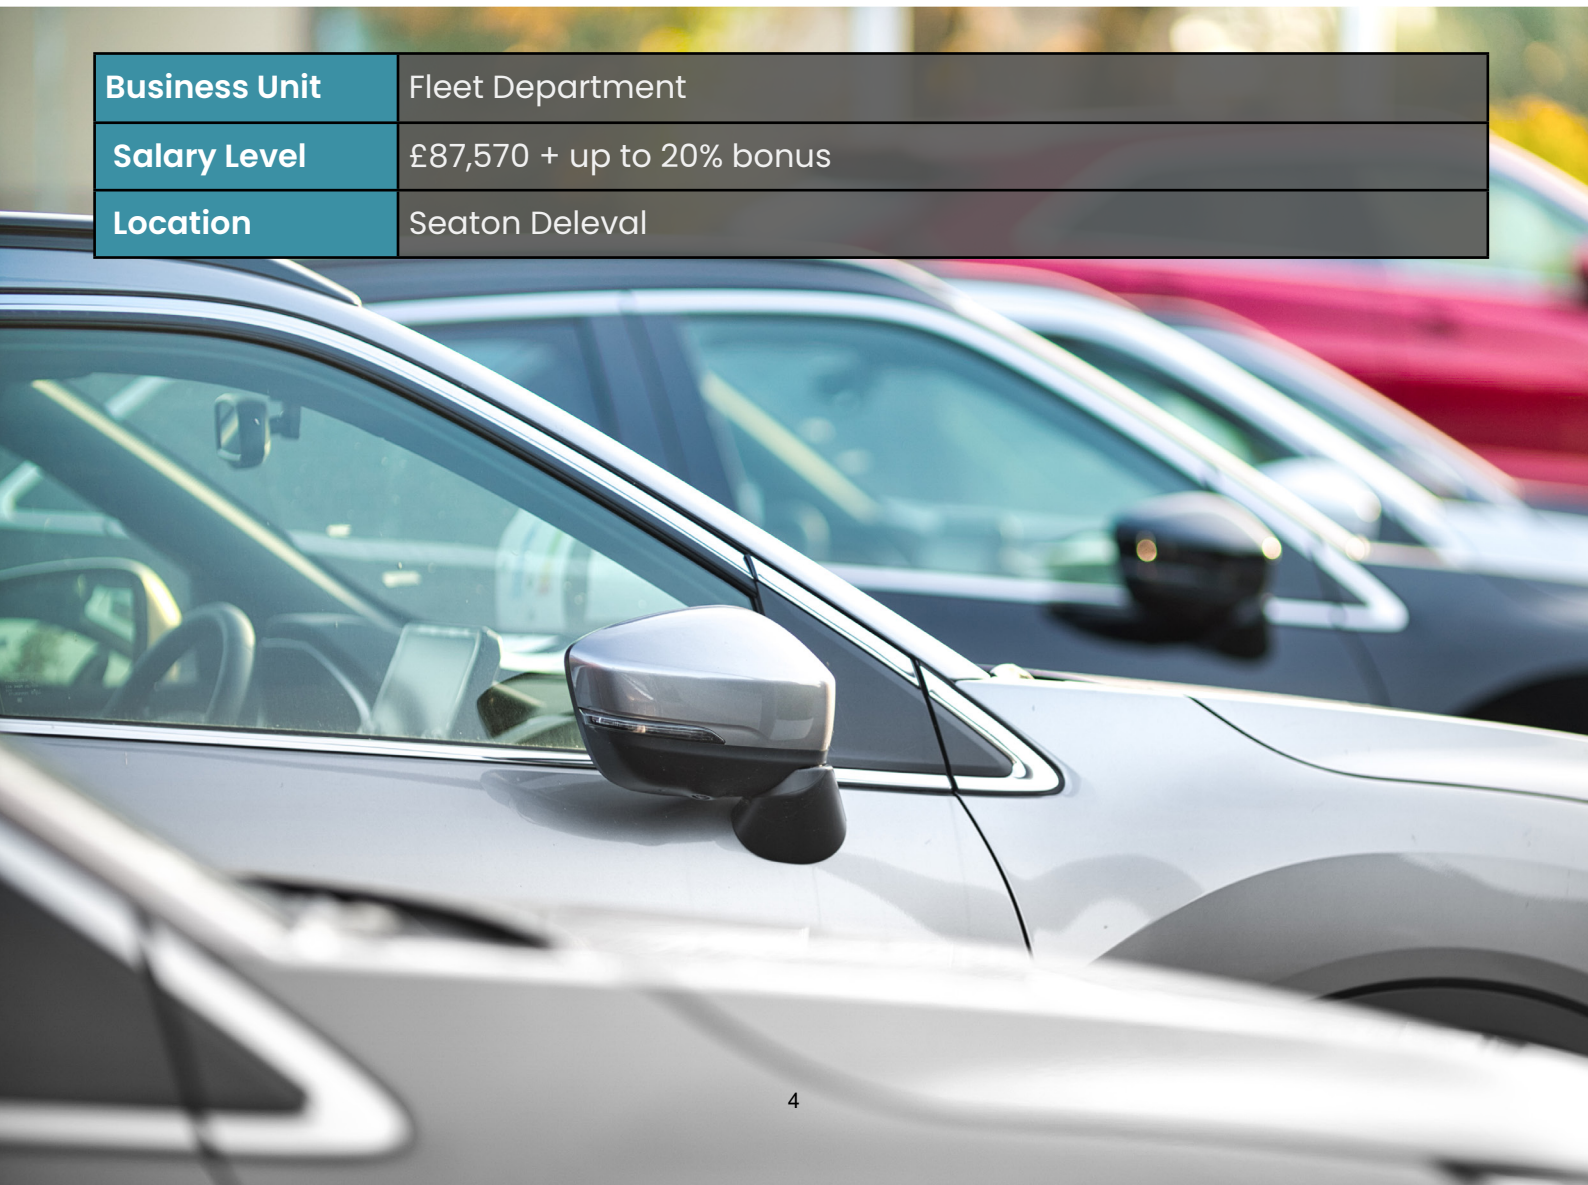 Business Unit Fleet Department
Salary Level £87,570 + up to 20% bonus
Location Seaton Deleval
4